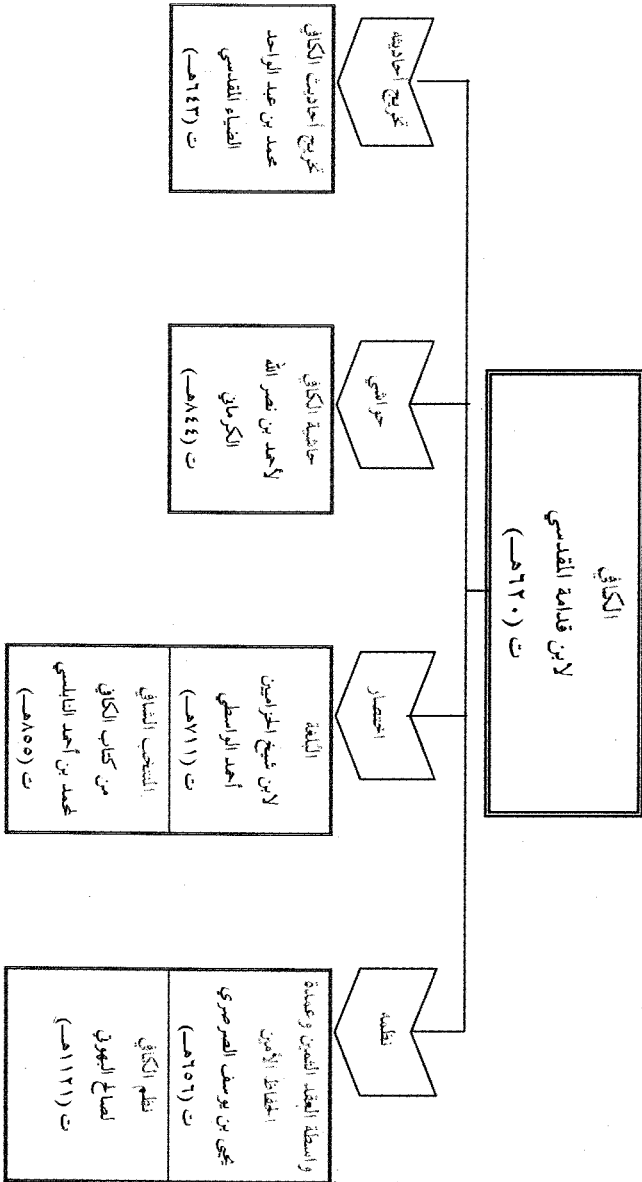 الكافي
لابن قدامة المقدسي
ت (٦٢٠هـ)
تخريج أحاديثه
تخريج أحاديث الكافي
محمد بن عبد الواحد
الضياء المقدسي
ت (٦٤٣هـ)
حواشي
حاشية الكافي
لأحمد بن نصر الله
الكرماني
ت (٨٤٤هـ)
اختصار
البلغة
لابن شيخ الحزاميين
أحمد الواسطي
ت (٧١١هـ)
المنتخب الشافي
من كتاب الكافي
لمحمد بن أحمد النابلسي
ت (٨٥٥هـ)
نظمه
واسطة العقد الثمين وعمدة
الحفاظ الأمين
يحيى بن يوسف الصرصري
ت (٦٥٦هـ)
نظم الكافي
لصالح البهوتي
ت (١١٢١هـ)